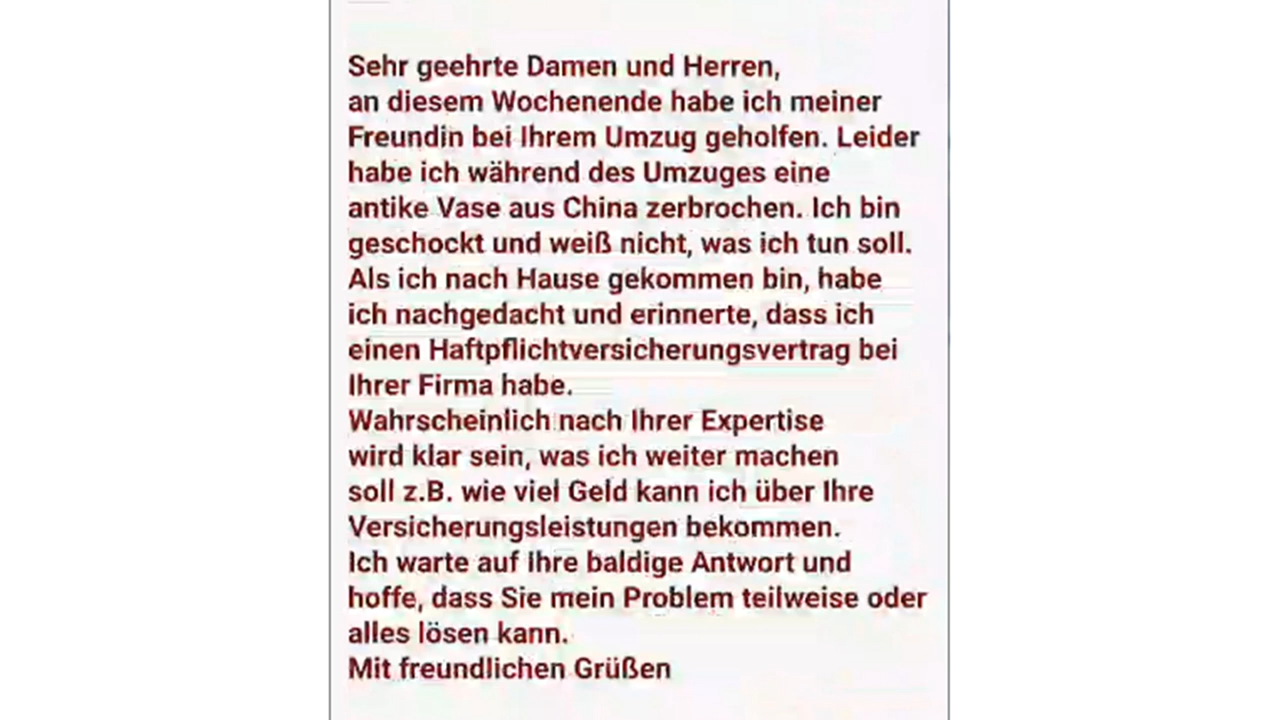 Sehr geehrte Damen und Herren,
an diesem Wochenende habe ich meiner
Freundin bei Ihrem Umzug geholfen. Leider
habe ich während des Umzuges eine
antike Vase aus China zerbrochen. Ich bin
geschockt und weiß nicht, was ich tun soll.
Als ich nach Hause gekommen bin, habe
ich nachgedacht und erinnerte, dass ich
einen Haftpflichtversicherungsvertrag bei
Ihrer Firma habe.
Wahrscheinlich nach Ihrer Expertise
wird klar sein, was ich weiter machen
soll z.B. wie viel Geld kann ich über Ihre
Versicherungsleistungen bekommen.
Ich warte auf Ihre baldige Antwort und
hoffe, dass Sie mein Problem teilweise oder
alles lösen kann.
Mit freundlichen Grüßen